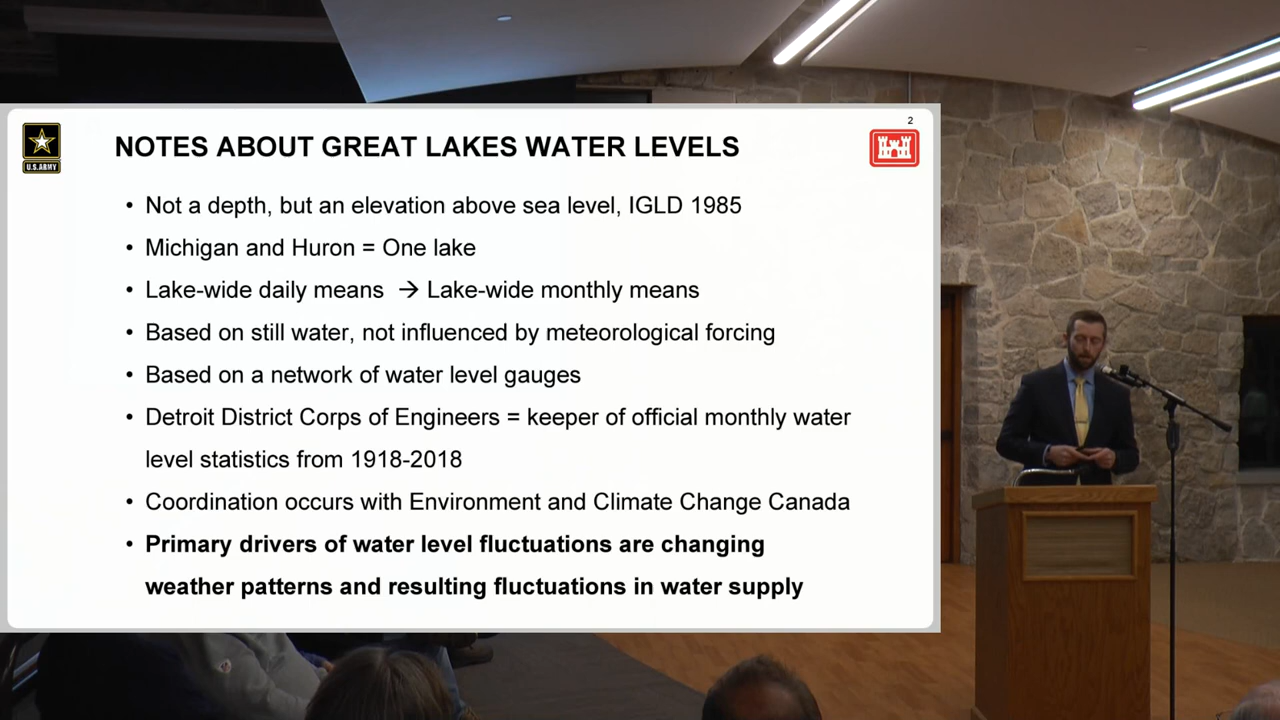 2
NOTES ABOUT GREAT LAKES WATER LEVELS
U.S.ARMY
• Not a depth, but an elevation above sea level, IGLD 1985
• Michigan and Huron = One lake
• Lake-wide daily means → Lake-wide monthly means
• Based on still water, not influenced by meteorological forcing
• Based on a network of water level gauges
• Detroit District Corps of Engineers = keeper of official monthly water
level statistics from 1918-2018
• Coordination occurs with Environment and Climate Change Canada
• Primary drivers of water level fluctuations are changing
weather patterns and resulting fluctuations in water supply